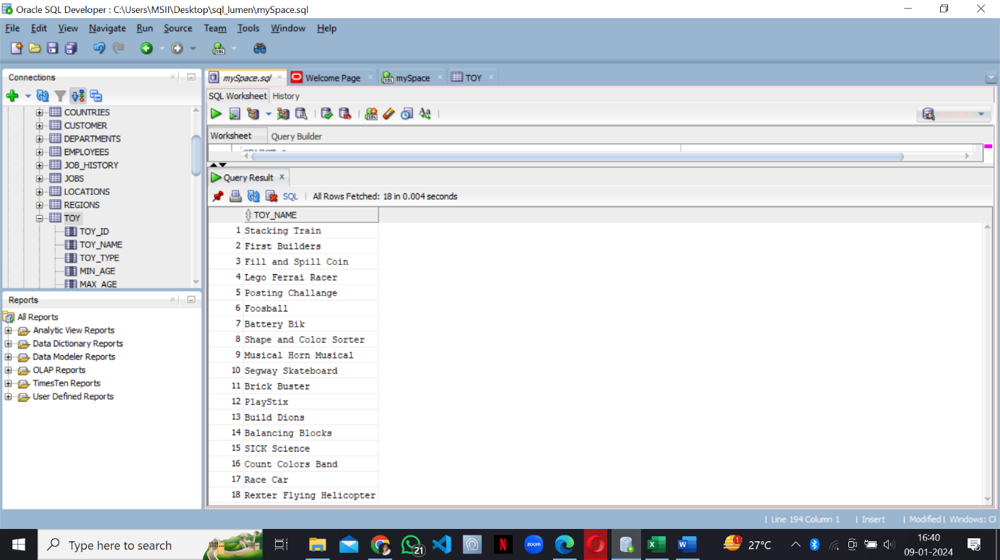 Oracle SQL Developer : C:\Users\MSII\Desktop\sql_lumen\mySpace.sql
File Edit View Navigate Run Source Team Tools Window Help
Connections
COUNTRIES
CUSTOMER
DEPARTMENTS
EMPLOYEES
JOB_HISTORY
JOBS
LOCATIONS
REGIONS
TOY
TOY_ID
TOY_NAME
TOY_TYPE
MIN_AGE
MAX_AGE
Reports
All Reports
Analytic View Reports
Data Dictionary Reports
Data Modeler Reports
OLAP Reports
TimesTen Reports
User Defined Reports
mySpace.sql Welcome Page mySpace TOY
SQL Worksheet History
Worksheet Query Builder
Query Result
SQL All Rows Fetched: 18 in 0.004 seconds
TOY_NAME
1 Stacking Train
2 First Builders
3 Fill and Spill Coin
4 Lego Ferrai Racer
5 Posting Challange
6 Foosball
7 Battery Bik
8 Shape and Color Sorter
9 Musical Horn Musical
10 Segway Skateboard
11 Brick Buster
12 PlayStix
13 Build Dions
14 Balancing Blocks
15 SICK Science
16 Count Colors Band
17 Race Car
18 Rexter Flying Helicopter
Line 194 Column 1 | Insert | Modified | Windows: CF
Type here to search
21
zoom
1
27°C
16:40
09-01-2024